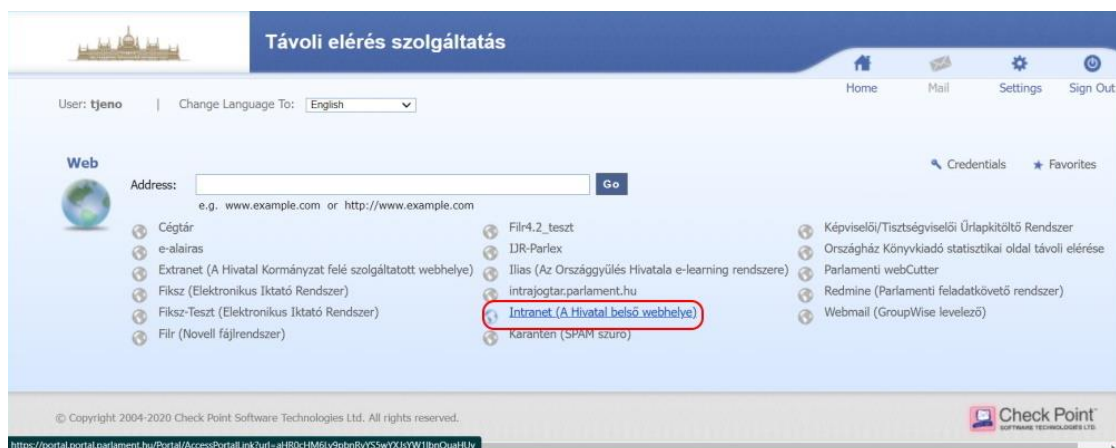 Távoli elérés szolgáltatás
Home Mail Settings Sign Out
User: tjeno | Change Language To: English
Web
Credentials Favorites
Address: Go
e.g. www.example.com or http://www.example.com
Cégtár
e-alairas
Extranet (A Hivatal Kormányzat felé szolgáltatott webhelye)
Fiksz (Elektronikus Iktató Rendszer)
Fiksz-Teszt (Elektronikus Iktató Rendszer)
Filr (Novell fájlrendszer)
Filr4.2_teszt
IJR-Parlex
Ilias (Az Országgyűlés Hivatala e-learning rendszere)
intrajogtar.parlament.hu
Intranet (A Hivatal belső webhelye)
Karantén (SPAM szűrő)
Képviselői/Tisztségviselői Űrlapkitöltő Rendszer
Országház Könyvkiadó statisztikai oldal távoli elérése
Parlamenti webCutter
Redmine (Parlamenti feladatkövető rendszer)
Webmail (GroupWise levelező)
© Copyright 2004-2020 Check Point Software Technologies Ltd. All rights reserved.
Check Point
SOFTWARE TECHNOLOGIES LTD.